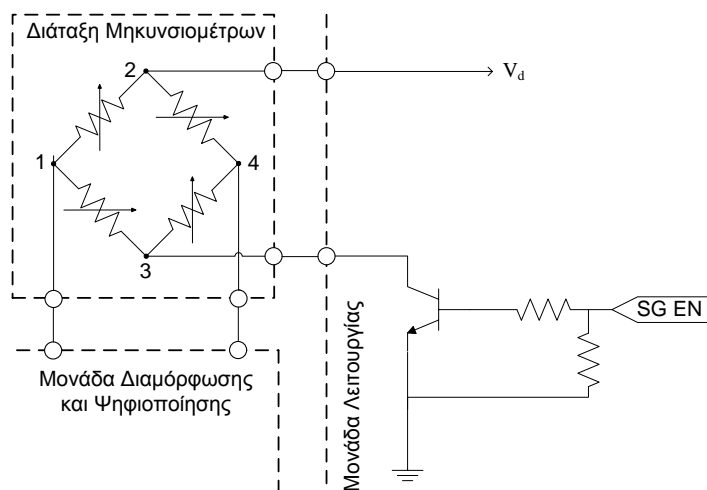 Διάταξη Μηκυνσιομέτρων
2
V_d
1
4
3
SG EN
Μονάδα Λειτουργίας
Μονάδα Διαμόρφωσης
και Ψηφιοποίησης